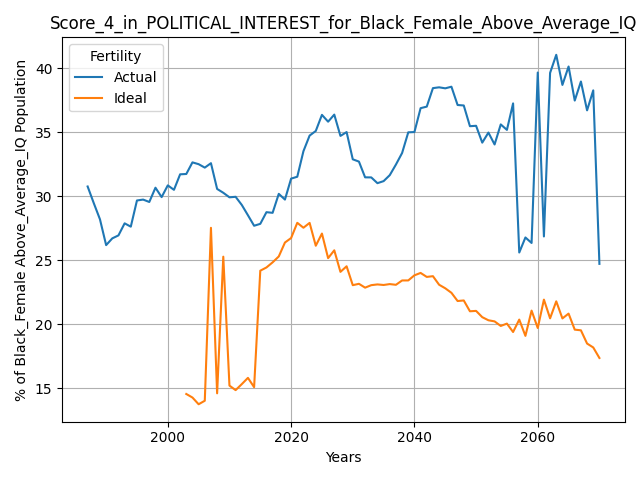 Score_4_in_POLITICAL_INTEREST_for_Black_Female_Above_Average_IQ
Fertility
Actual
Ideal
% of Black_Female Above_Average_IQ Population
40
35
30
25
20
15
2000
2020
2040
2060
Years